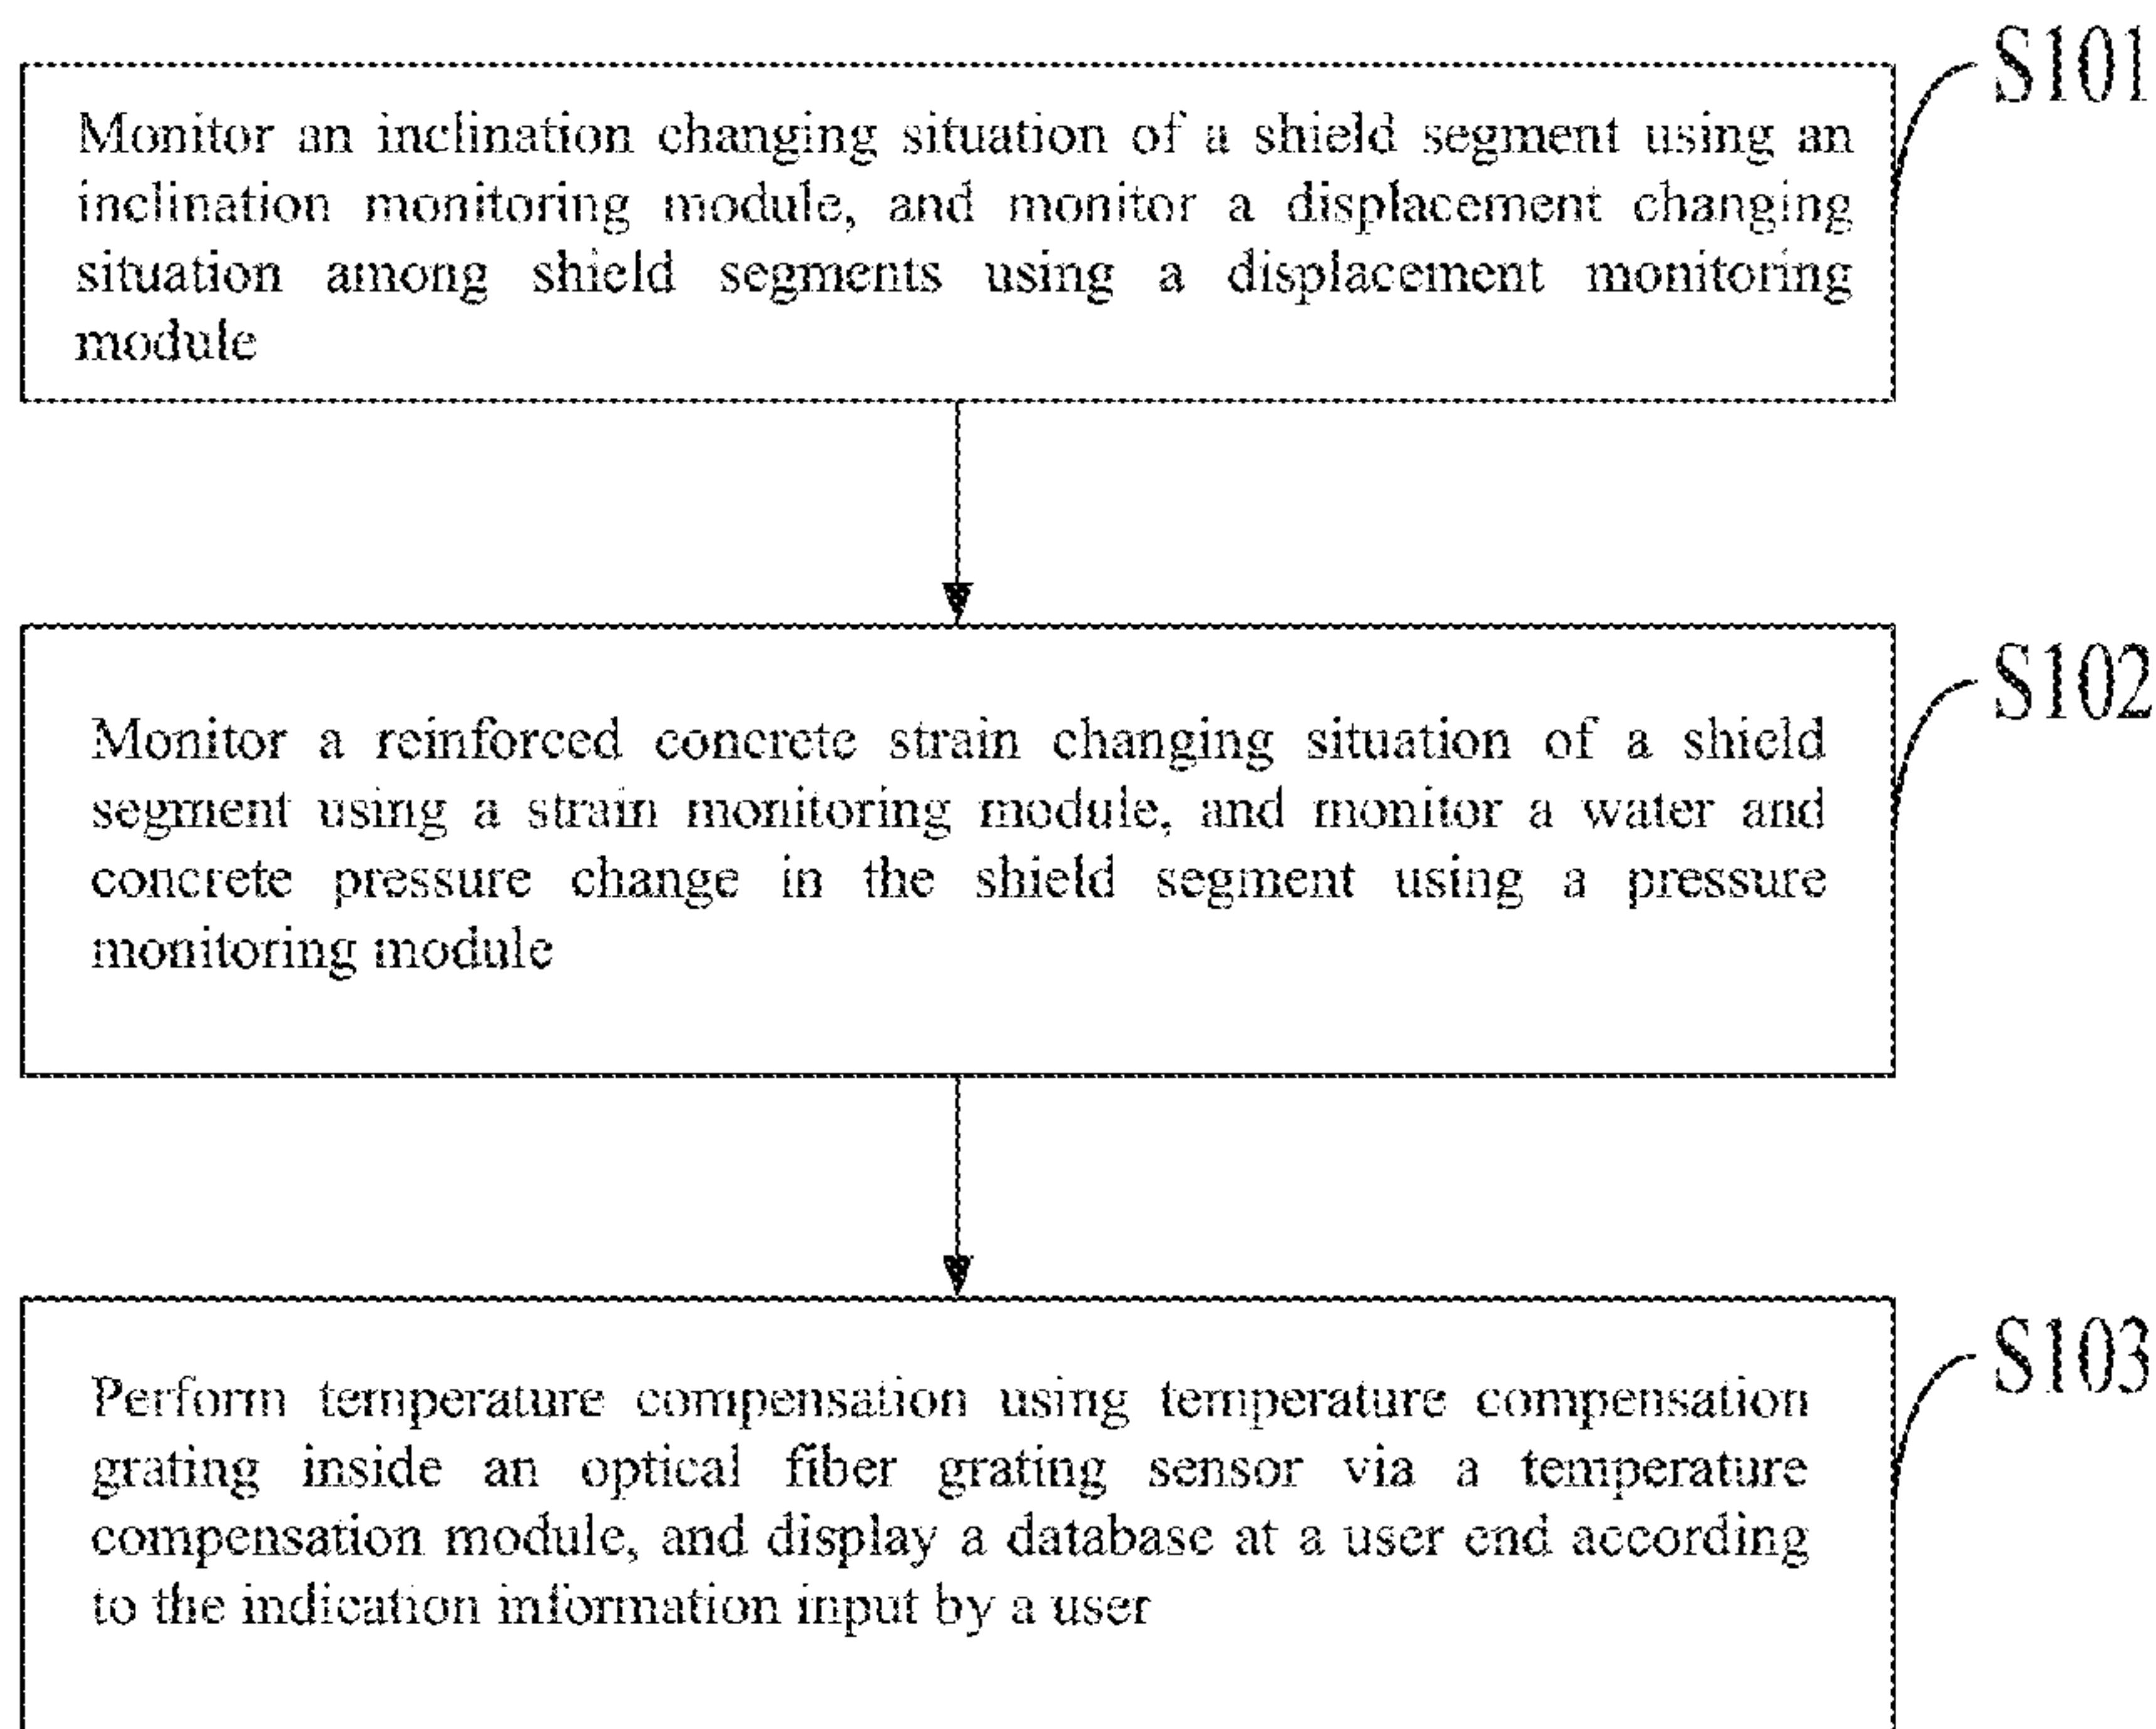 S101
Monitor an inclination changing situation of a shield segment using an
inclination monitoring module, and monitor a displacement changing
situation among shield segments using a displacement monitoring
module
S102
Monitor a reinforced concrete strain changing situation of a shield
segment using a strain monitoring module, and monitor a water and
concrete pressure change in the shield segment using a pressure
monitoring module
S103
Perform temperature compensation using temperature compensation
grating inside an optical fiber grating sensor via a temperature
compensation module, and display a database at a user end according
to the indication information input by a user